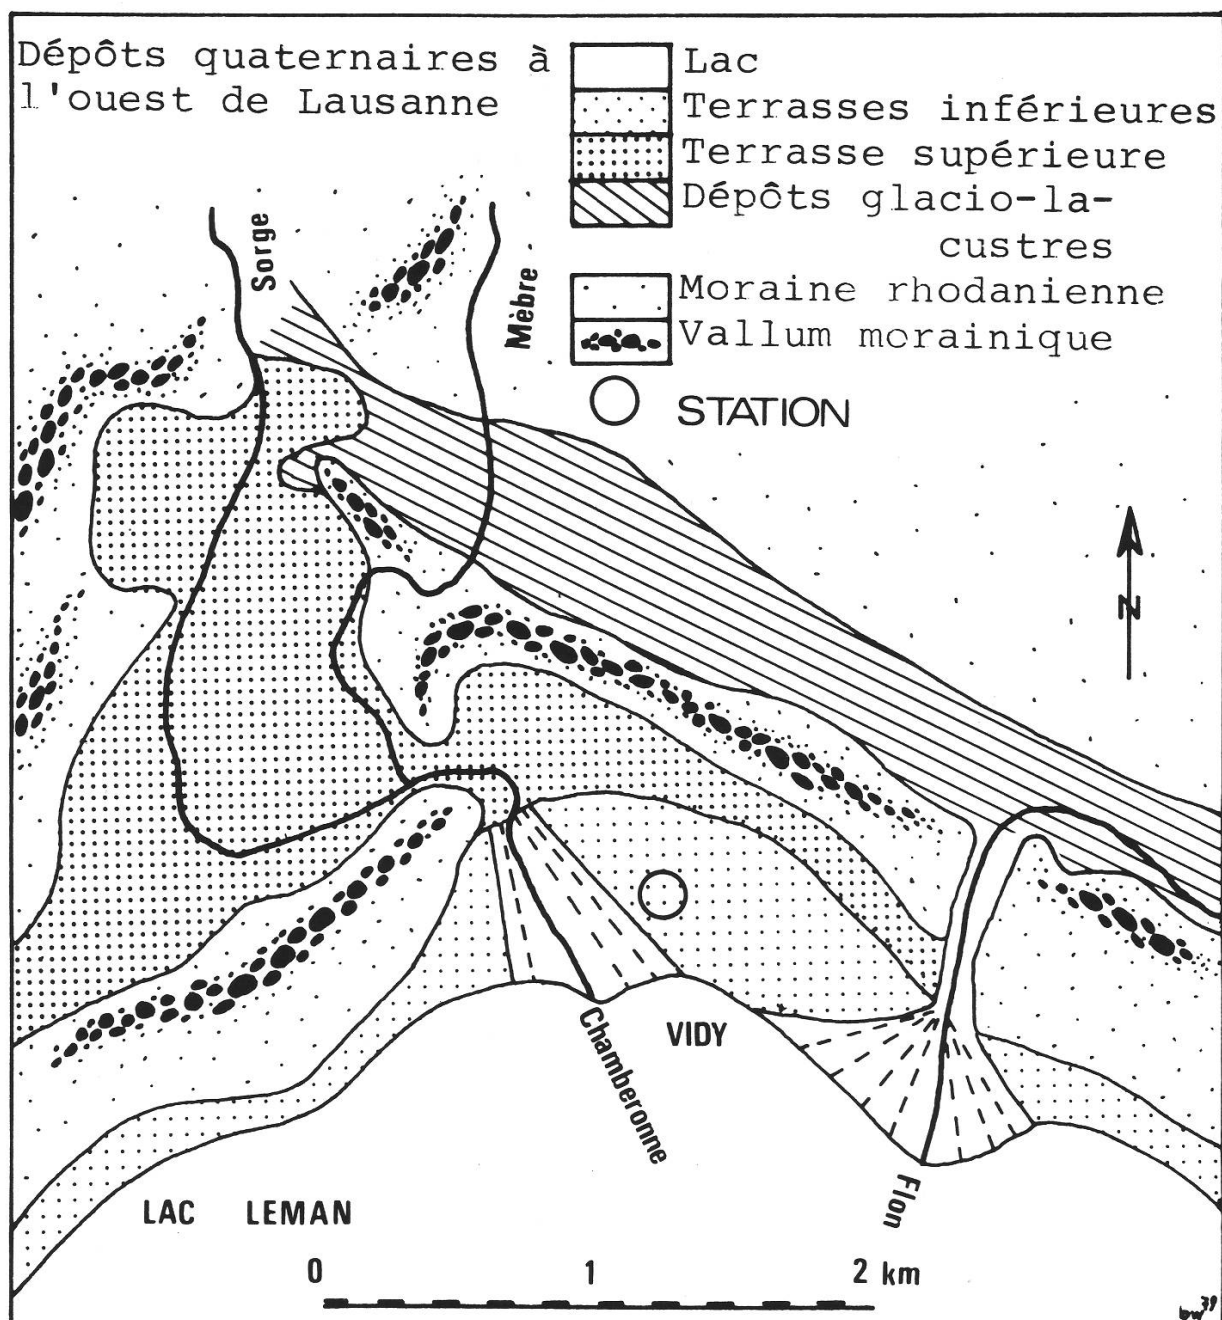 Dépôts quaternaires à
l'ouest de Lausanne
Lac
Terrasses inférieures
Terrasse supérieure
Dépôts glacio-la-
custres
Moraine rhodanienne
Vallum morainique
STATION
Sorge
Mèbre
N
VIDY
Chamberonne
Flon
LAC LEMAN
0 1 2 km